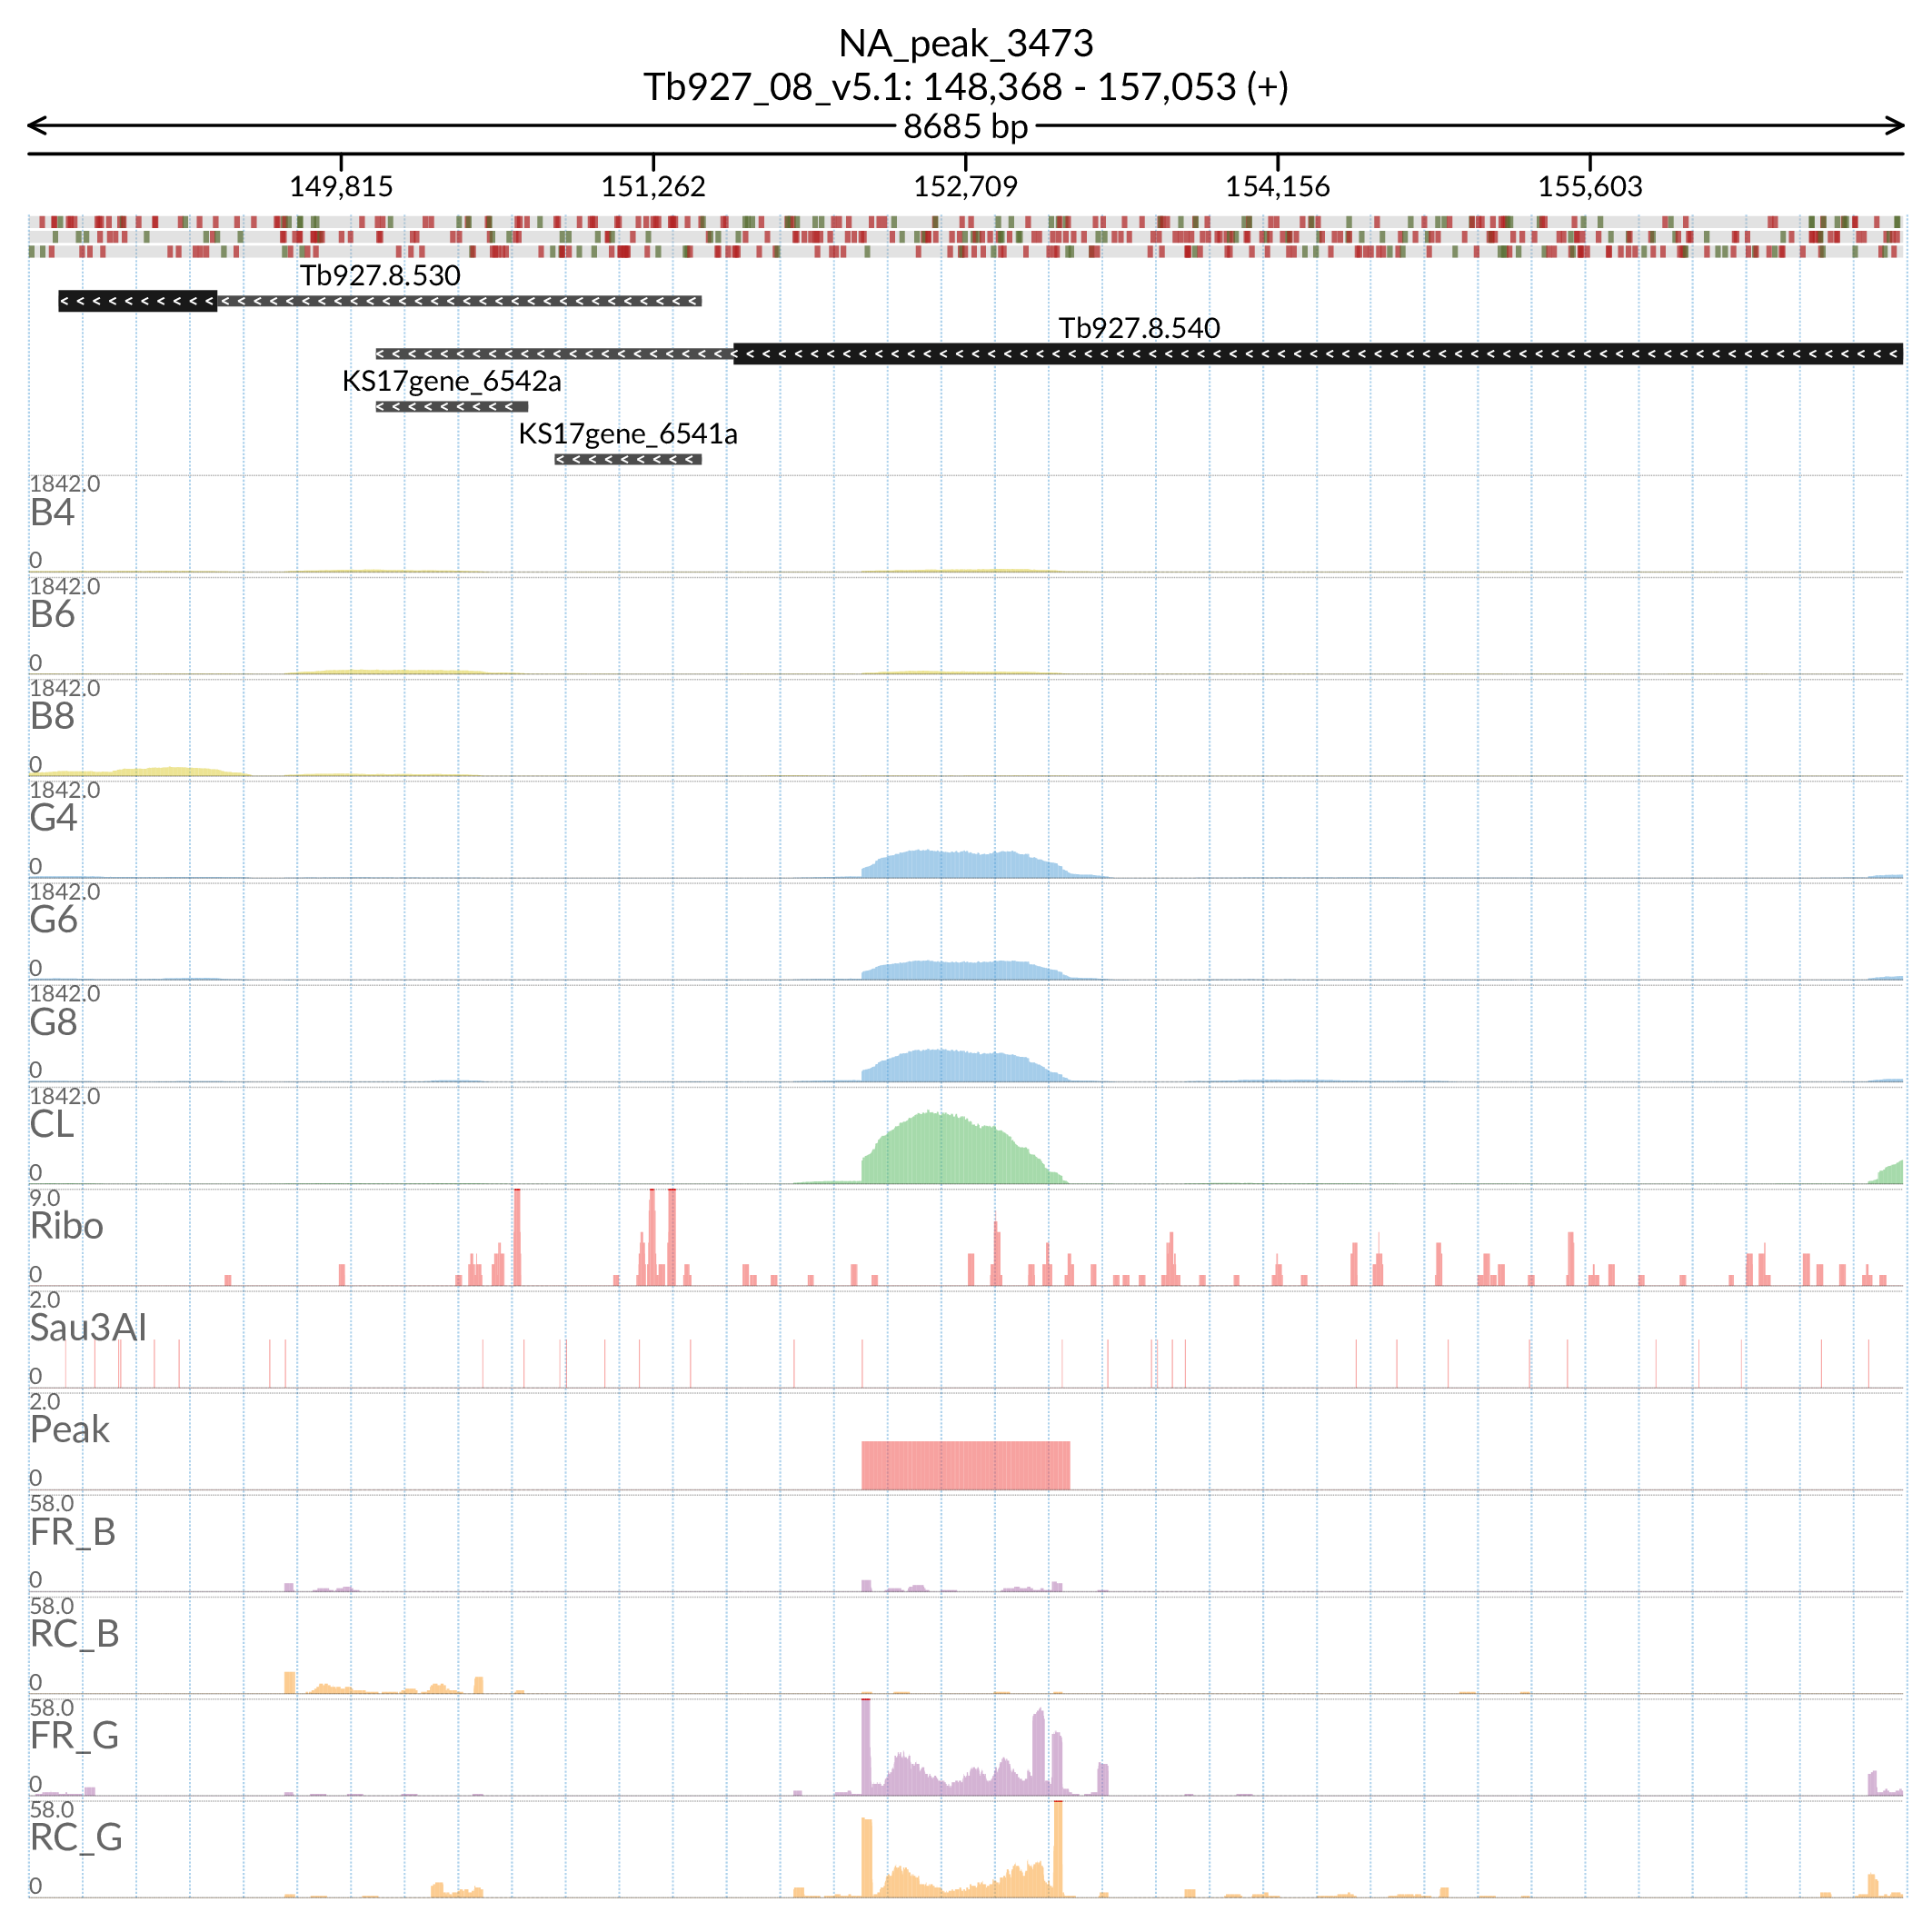 NA_peak_3473
Tb927_08_v5.1: 148,368 - 157,053 (+)
8685 bp
149,815 151,262 152,709 154,156 155,603
Tb927.8.530
Tb927.8.540
KS17gene_6542a
KS17gene_6541a
1842.0
B4
0
1842.0
B6
0
1842.0
B8
0
1842.0
G4
0
1842.0
G6
0
1842.0
G8
0
1842.0
CL
0
9.0
Ribo
0
2.0
Sau3AI
0
2.0
Peak
0
58.0
FR_B
0
58.0
RC_B
0
58.0
FR_G
0
58.0
RC_G
0